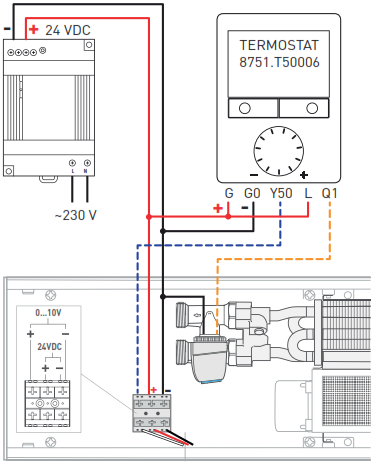 - + 24 VDC
L N
~230 V
TERMOSTAT
8751.T50006
- +
G G0 Y50 L Q1
+ -
0...10V
+ -
24VDC
+ -
+ -